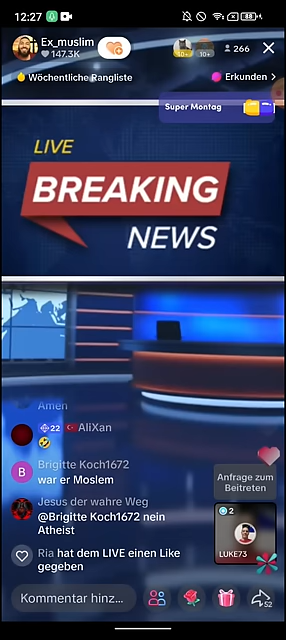 12:27
88
Ex_muslim
147.3K
10+
10+
266
Wöchentliche Rangliste
Erkunden >
Super Montag
LIVE
BREAKING
NEWS
Amen
22 AliXan
B
Brigitte Koch1672
war er Moslem
Jesus der wahre Weg
@Brigitte Koch1672 nein
Atheist
Ria hat dem LIVE einen Like
gegeben
Anfrage zum
Beitreten
2
LUKE73
Kommentar hinz...
52